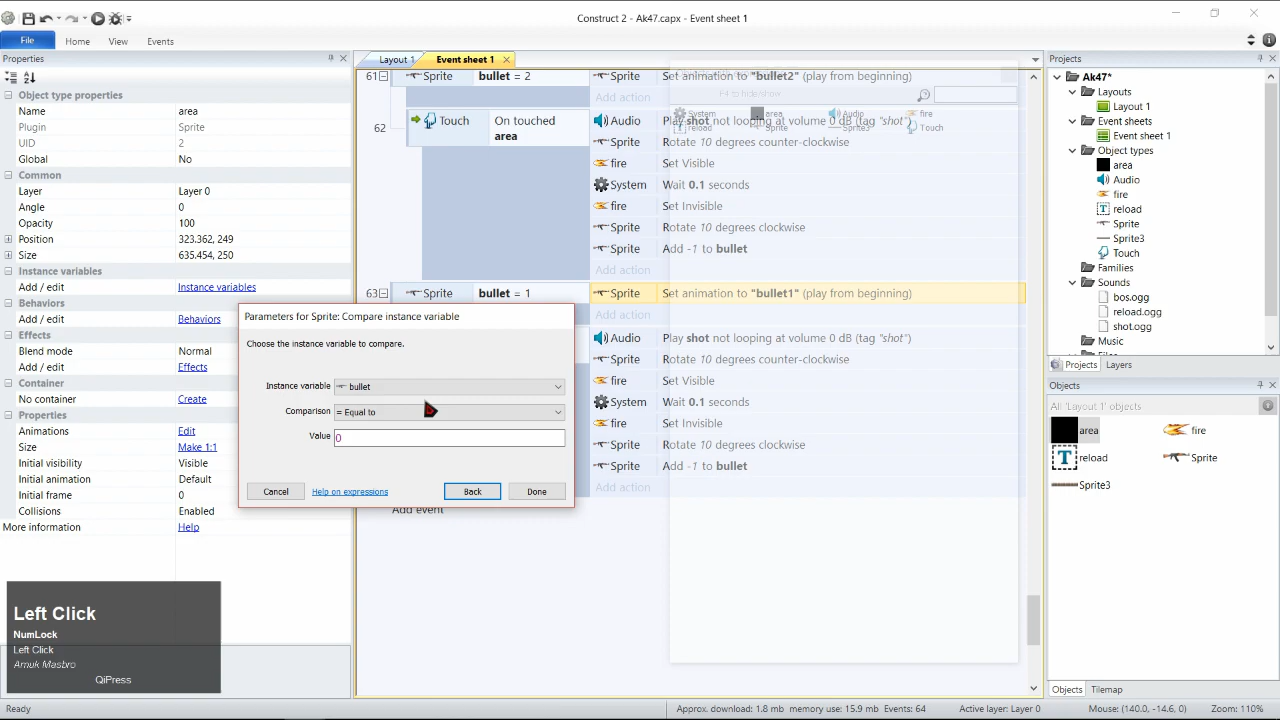 Construct 2 - Ak47.capx - Event sheet 1
File Home View Events
Properties
Object type properties
Name area
Plugin Sprite
UID 2
Global No
Common
Layer Layer 0
Angle 0
Opacity 100
Position 323.362, 249
Size 635.454, 250
Instance variables
Add / edit Instance variables
Behaviors
Add / edit Behaviors
Effects
Blend mode Normal
Add / edit Effects
Container
No container Create
Properties
Animations Edit
Size Make 1:1
Initial visibility Visible
Initial animation Default
Initial frame 0
Collisions Enabled
More information Help
Layout 1 Event sheet 1
61 Sprite bullet = 2 Sprite Set animation to "bullet2" (play from beginning)
Add action F4 to hide/show
System area Audio fire
reload Sprite Sprite3 Touch
62 Touch On touched area Audio Play shot not looping at volume 0 dB (tag "shot")
Sprite Rotate 10 degrees counter-clockwise
fire Set Visible
System Wait 0.1 seconds
fire Set Invisible
Sprite Rotate 10 degrees clockwise
Sprite Add -1 to bullet
Add action
63 Sprite bullet = 1 Sprite Set animation to "bullet1" (play from beginning)
Add action
Audio Play shot not looping at volume 0 dB (tag "shot")
Sprite Rotate 10 degrees counter-clockwise
fire Set Visible
System Wait 0.1 seconds
fire Set Invisible
Sprite Rotate 10 degrees clockwise
Sprite Add -1 to bullet
Add action
Add event
Parameters for Sprite: Compare instance variable
Choose the instance variable to compare.
Instance variable bullet
Comparison = Equal to
Value 0
Cancel Help on expressions Back Done
Left Click
NumLock
Left Click
Arnuk Masbro
QiPress
Projects
Ak47*
Layouts
Layout 1
Event sheets
Event sheet 1
Object types
area
Audio
fire
reload
Sprite
Sprite3
Touch
Families
Sounds
bos.ogg
reload.ogg
shot.ogg
Music
Projects Layers
Objects
All 'Layout 1' objects
area fire
reload Sprite
Sprite3
Objects Tilemap
Ready Approx. download: 1.8 mb memory use: 15.9 mb Events: 64 Active layer: Layer 0 Mouse: (140.0, -14.6, 0) Zoom: 110%